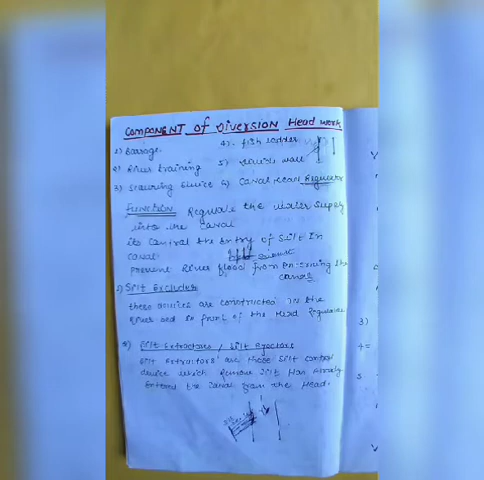 COMPONENT of Diversion Head work
1) Barrage. 4) - fish ladder
2) River training 5) Divide wall
3) Scouring sluice 6) Canal Head Regulator
Function Regulate the water supply
into the canal
its control the entry of silt In
canal
prevent River flood from entering the
canal
Silt Excluder
these devices are constructed in the
River bed in front of the Head Regulator
Silt Extractors / Silt Ejectors
silt Extractors are those silt control
device which remove silt Has already
entered the canal from the Head.
3)
4
5